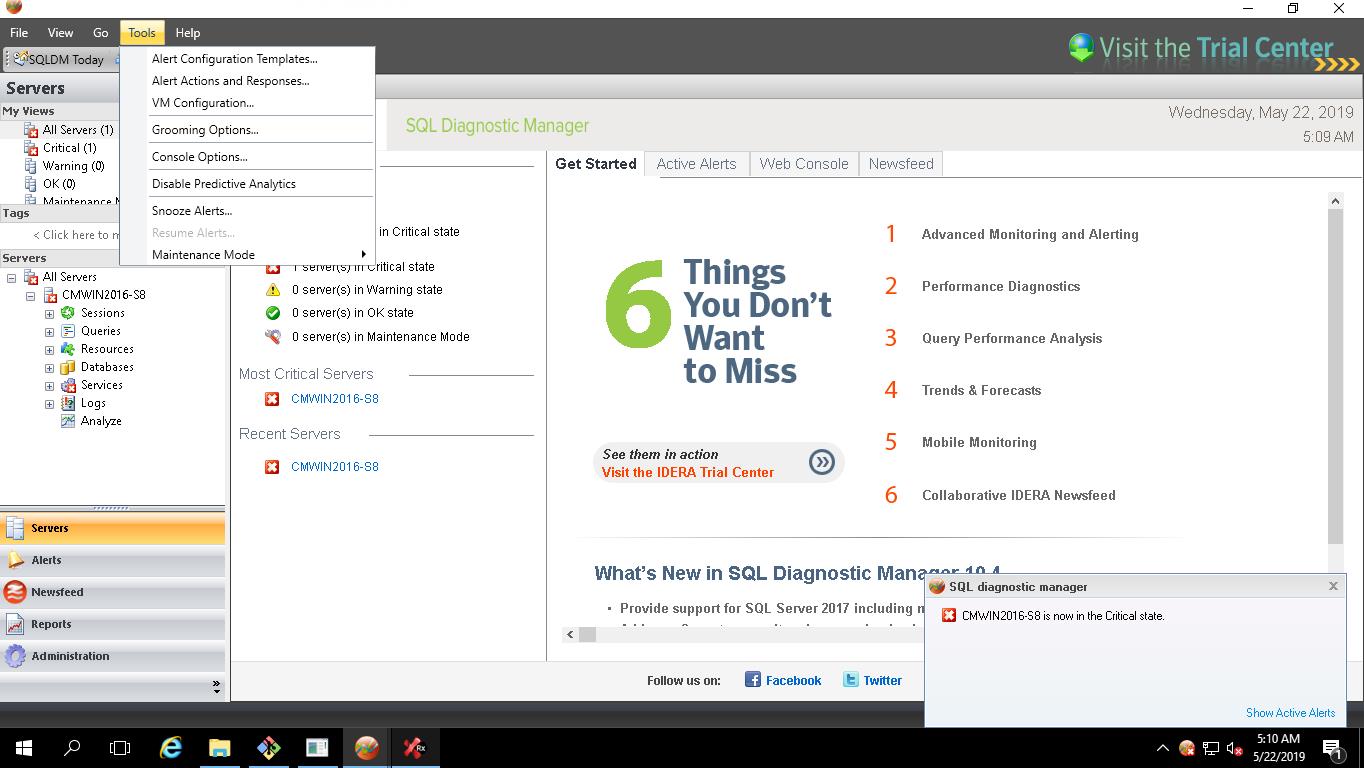 File View Go Tools Help
Visit the Trial Center
SQLDM Today
Alert Configuration Templates...
Alert Actions and Responses...
VM Configuration...
Grooming Options...
Console Options...
Disable Predictive Analytics
Snooze Alerts...
Resume Alerts...
Maintenance Mode
Servers
My Views
All Servers (1)
Critical (1)
Warning (0)
OK (0)
Tags
< Click here to
Servers
All Servers
CMWIN2016-S8
Sessions
Queries
Resources
Databases
Services
Logs
Analyze
Servers
Alerts
Newsfeed
Reports
Administration
SQL Diagnostic Manager
Wednesday, May 22, 2019
5:09 AM
in Critical state
1 server(s) in Critical state
0 server(s) in Warning state
0 server(s) in OK state
0 server(s) in Maintenance Mode
Most Critical Servers
CMWIN2016-S8
Recent Servers
CMWIN2016-S8
Get Started Active Alerts Web Console Newsfeed
6 Things
You Don't
Want
to Miss
See them in action
Visit the IDERA Trial Center
1 Advanced Monitoring and Alerting
2 Performance Diagnostics
3 Query Performance Analysis
4 Trends & Forecasts
5 Mobile Monitoring
6 Collaborative IDERA Newsfeed
What's New in SQL Diagnostic Manager 10.4
• Provide support for SQL Server 2017 including
Follow us on: Facebook Twitter
SQL diagnostic manager
CMWIN2016-S8 is now in the Critical state.
Show Active Alerts
Rx
5:10 AM
5/22/2019
1